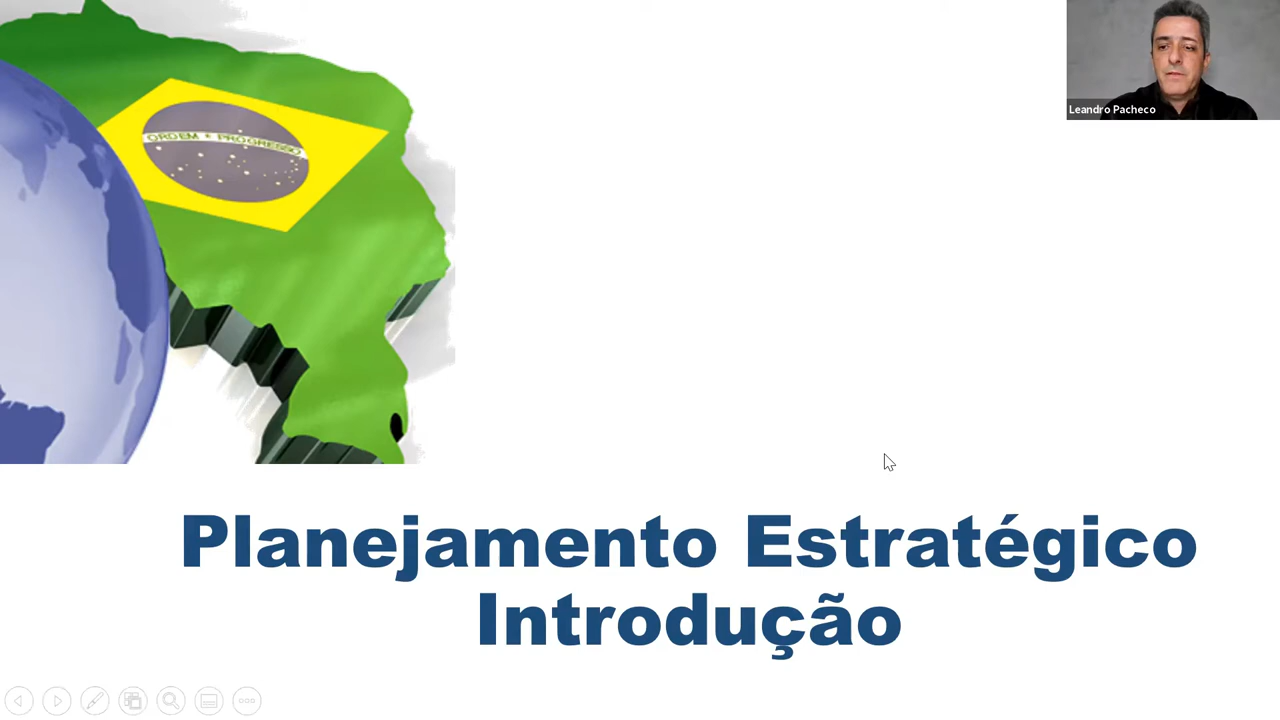 Leandro Pacheco
ORDEM E PROGRESSO
Planejamento Estratégico
Introdução